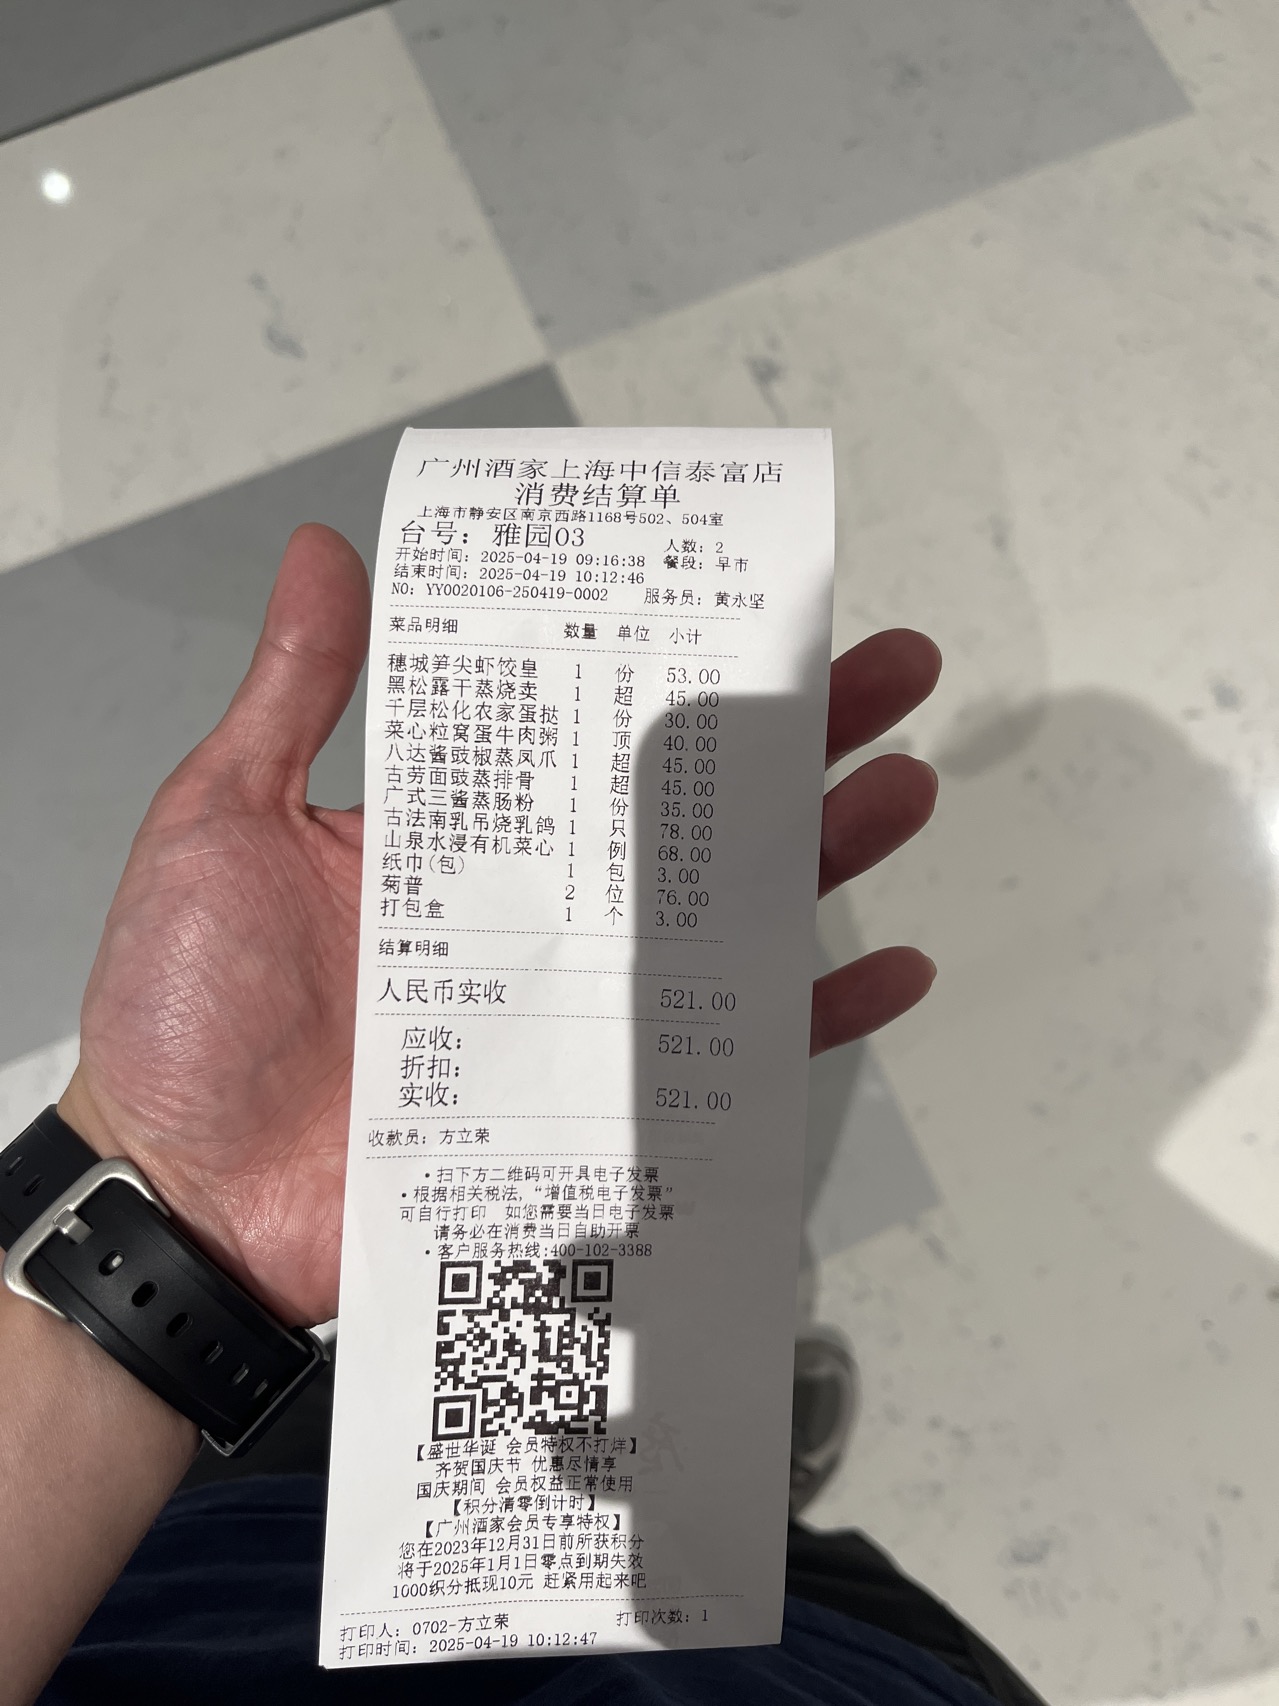 广州酒家上海中信泰富店
消费结算单
上海市静安区南京西路1168号502、504室
台号: 雅园03 人数: 2
开始时间: 2025-04-19 09:16:38 餐段: 早市
结束时间: 2025-04-19 10:12:46
NO: YY0020106-250419-0002 服务员: 黄永坚
菜品明细 数量 单位 小计
穗城笋尖虾饺皇 1 份 53.00
黑松露干蒸烧卖 1 超 45.00
千层松化农家蛋挞 1 份 30.00
菜心粒窝蛋牛肉粥 1 顶 40.00
八达酱豉椒蒸凤爪 1 超 45.00
古劳面豉蒸排骨 1 超 45.00
广式三酱蒸肠粉 1 份 35.00
古法南乳吊烧乳鸽 1 只 78.00
山泉水浸有机菜心 1 例 68.00
纸巾(包) 1 包 3.00
菊普 2 位 76.00
打包盒 1 个 3.00
结算明细
人民币实收 521.00
应收: 521.00
折扣:
实收: 521.00
收款员: 方立荣
·扫下方二维码可开具电子发票
·根据相关税法,“增值税电子发票”
可自行打印 如您需要当日电子发票
请务必在消费当日自助开票
·客户服务热线:400-102-3388
【盛世华诞 会员特权不打烊】
齐贺国庆节 优惠尽情享
国庆期间 会员权益正常使用
【积分清零倒计时】
【广州酒家会员专享特权】
您在2023年12月31日前所获积分
将于2025年1月1日零点到期失效
1000积分抵现10元 赶紧用起来吧
打印人: 0702-方立荣 打印次数: 1
打印时间: 2025-04-19 10:12:47